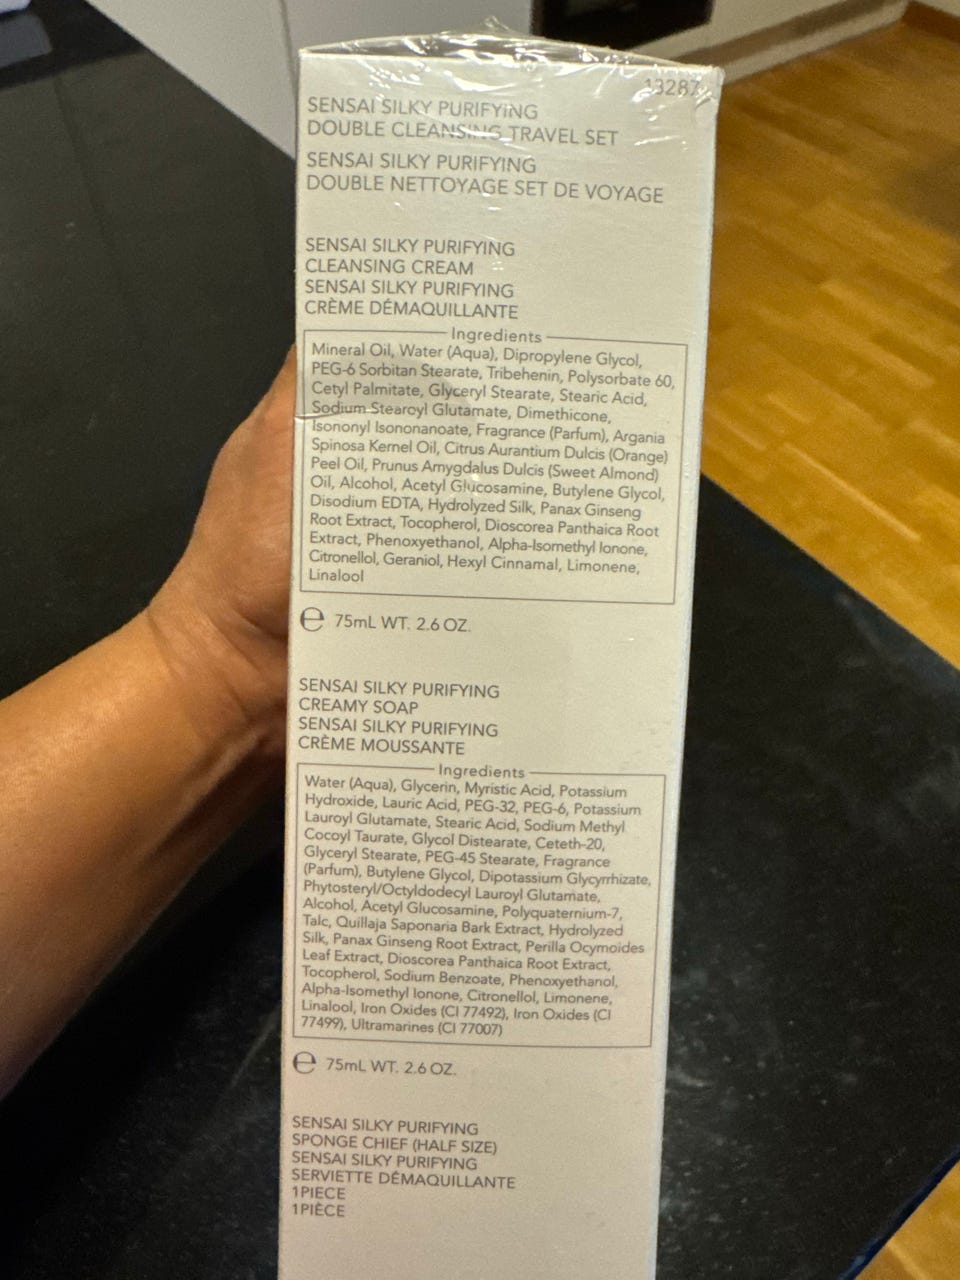 13287
SENSAI SILKY PURIFYING
DOUBLE CLEANSING TRAVEL SET
SENSAI SILKY PURIFYING
DOUBLE NETTOYAGE SET DE VOYAGE
SENSAI SILKY PURIFYING
CLEANSING CREAM
SENSAI SILKY PURIFYING
CRÈME DÉMAQUILLANTE
Ingredients
Mineral Oil, Water (Aqua), Dipropylene Glycol,
PEG-6 Sorbitan Stearate, Tribehenin, Polysorbate 60,
Cetyl Palmitate, Glyceryl Stearate, Stearic Acid,
Sodium Stearoyl Glutamate, Dimethicone,
Isononyl Isononanoate, Fragrance (Parfum), Argania
Spinosa Kernel Oil, Citrus Aurantium Dulcis (Orange)
Peel Oil, Prunus Amygdalus Dulcis (Sweet Almond)
Oil, Alcohol, Acetyl Glucosamine, Butylene Glycol,
Disodium EDTA, Hydrolyzed Silk, Panax Ginseng
Root Extract, Tocopherol, Dioscorea Panthaica Root
Extract, Phenoxyethanol, Alpha-Isomethyl Ionone,
Citronellol, Geraniol, Hexyl Cinnamal, Limonene,
Linalool
℮ 75mL WT. 2.6 OZ.
SENSAI SILKY PURIFYING
CREAMY SOAP
SENSAI SILKY PURIFYING
CRÈME MOUSSANTE
Ingredients
Water (Aqua), Glycerin, Myristic Acid, Potassium
Hydroxide, Lauric Acid, PEG-32, PEG-6, Potassium
Lauroyl Glutamate, Stearic Acid, Sodium Methyl
Cocoyl Taurate, Glycol Distearate, Ceteth-20,
Glyceryl Stearate, PEG-45 Stearate, Fragrance
(Parfum), Butylene Glycol, Dipotassium Glycyrrhizate,
Phytosteryl/Octyldodecyl Lauroyl Glutamate,
Alcohol, Acetyl Glucosamine, Polyquaternium-7,
Talc, Quillaja Saponaria Bark Extract, Hydrolyzed
Silk, Panax Ginseng Root Extract, Perilla Ocymoides
Leaf Extract, Dioscorea Panthaica Root Extract,
Tocopherol, Sodium Benzoate, Phenoxyethanol,
Alpha-Isomethyl Ionone, Citronellol, Limonene,
Linalool, Iron Oxides (CI 77492), Iron Oxides (CI
77499), Ultramarines (CI 77007)
℮ 75mL WT. 2.6 OZ.
SENSAI SILKY PURIFYING
SPONGE CHIEF (HALF SIZE)
SENSAI SILKY PURIFYING
SERVIETTE DÉMAQUILLANTE
1PIECE
1PIÈCE